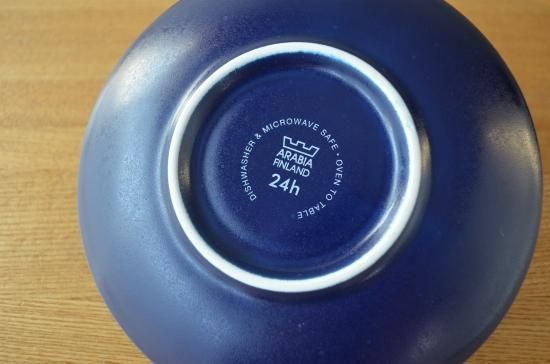 DISHWASHER & MICROWAVE SAFE - OVEN TO TABLE
ARABIA
FINLAND
24h